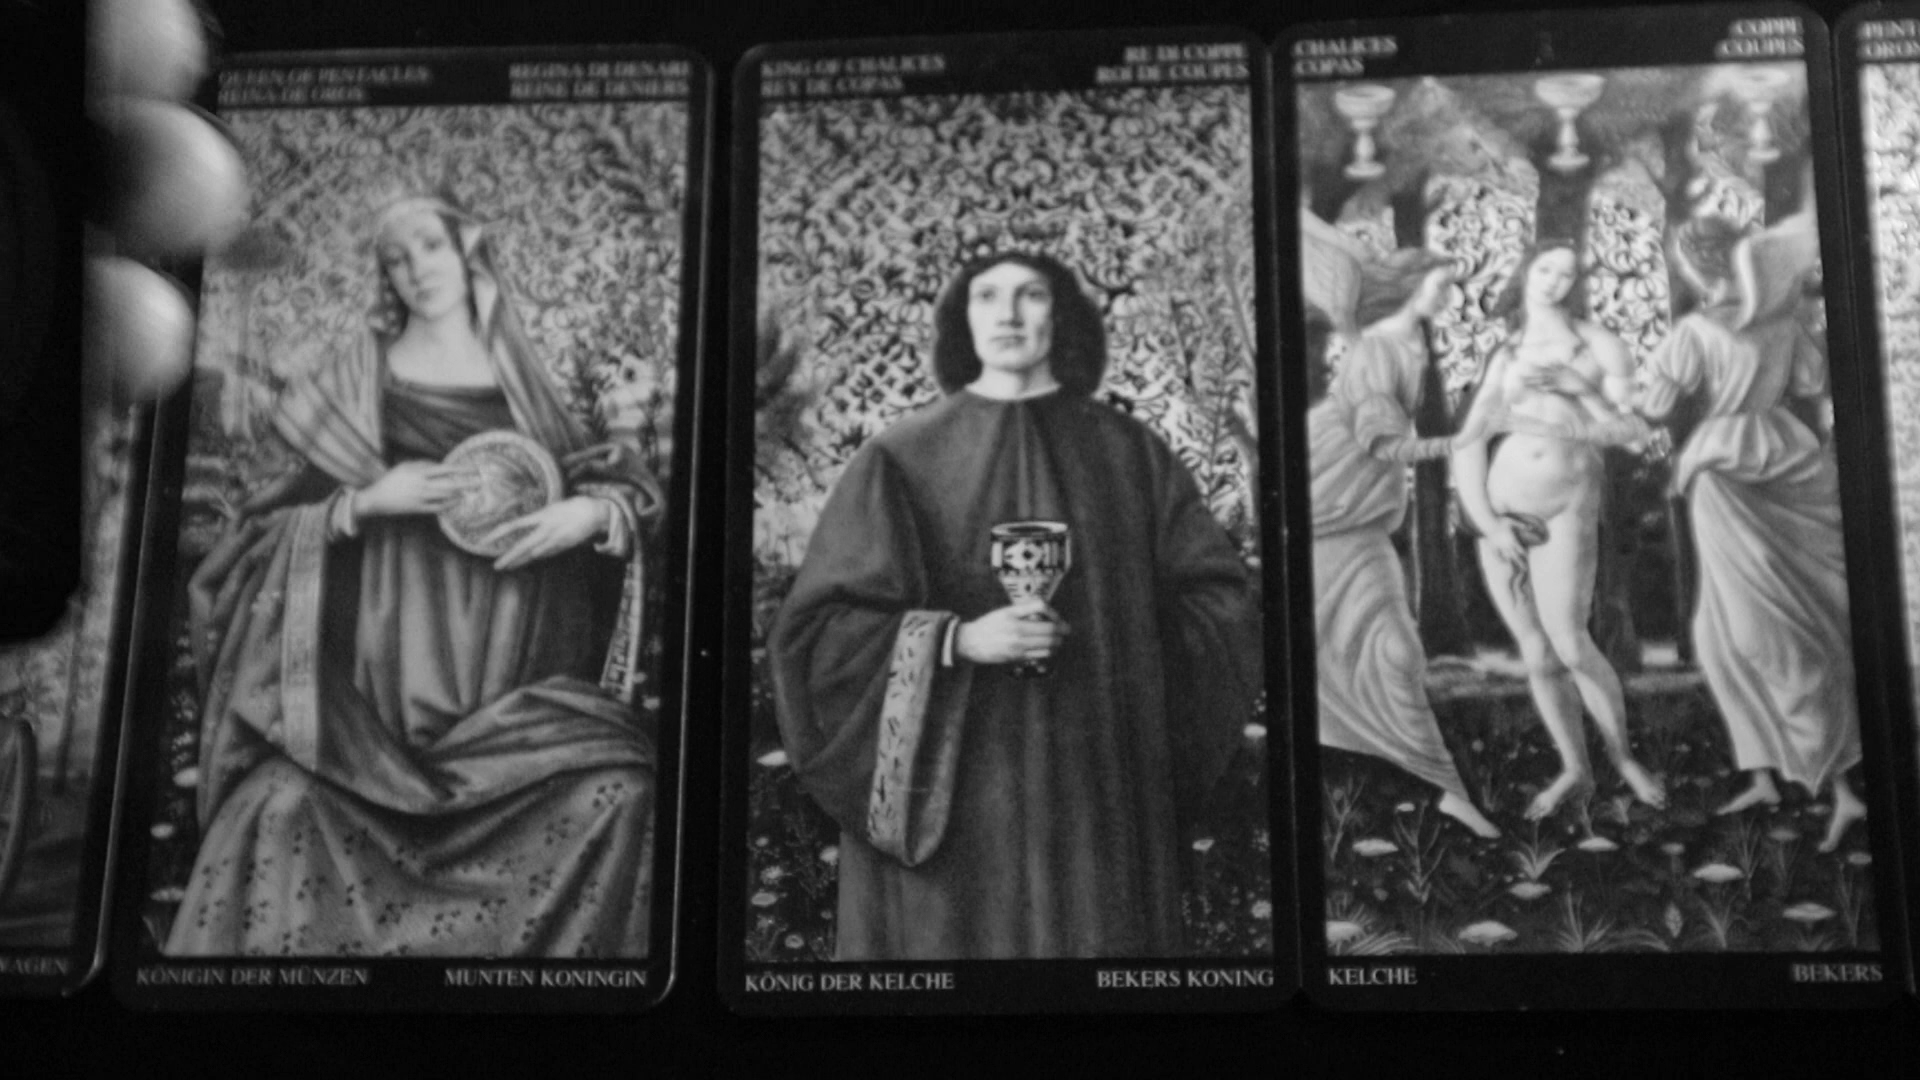 QUEEN OF PENTACLES
REINA DE OROS
REGINA DI DENARI
REINE DE DENIERS
KÖNIGIN DER MÜNZEN
MUNTEN KONINGIN
KING OF CHALICES
REY DE COPAS
RE DI COPPE
ROI DE COUPES
KÖNIG DER KELCHE
BEKERS KONING
CHALICES
COPAS
COPPE
COUPES
KELCHE
BEKERS